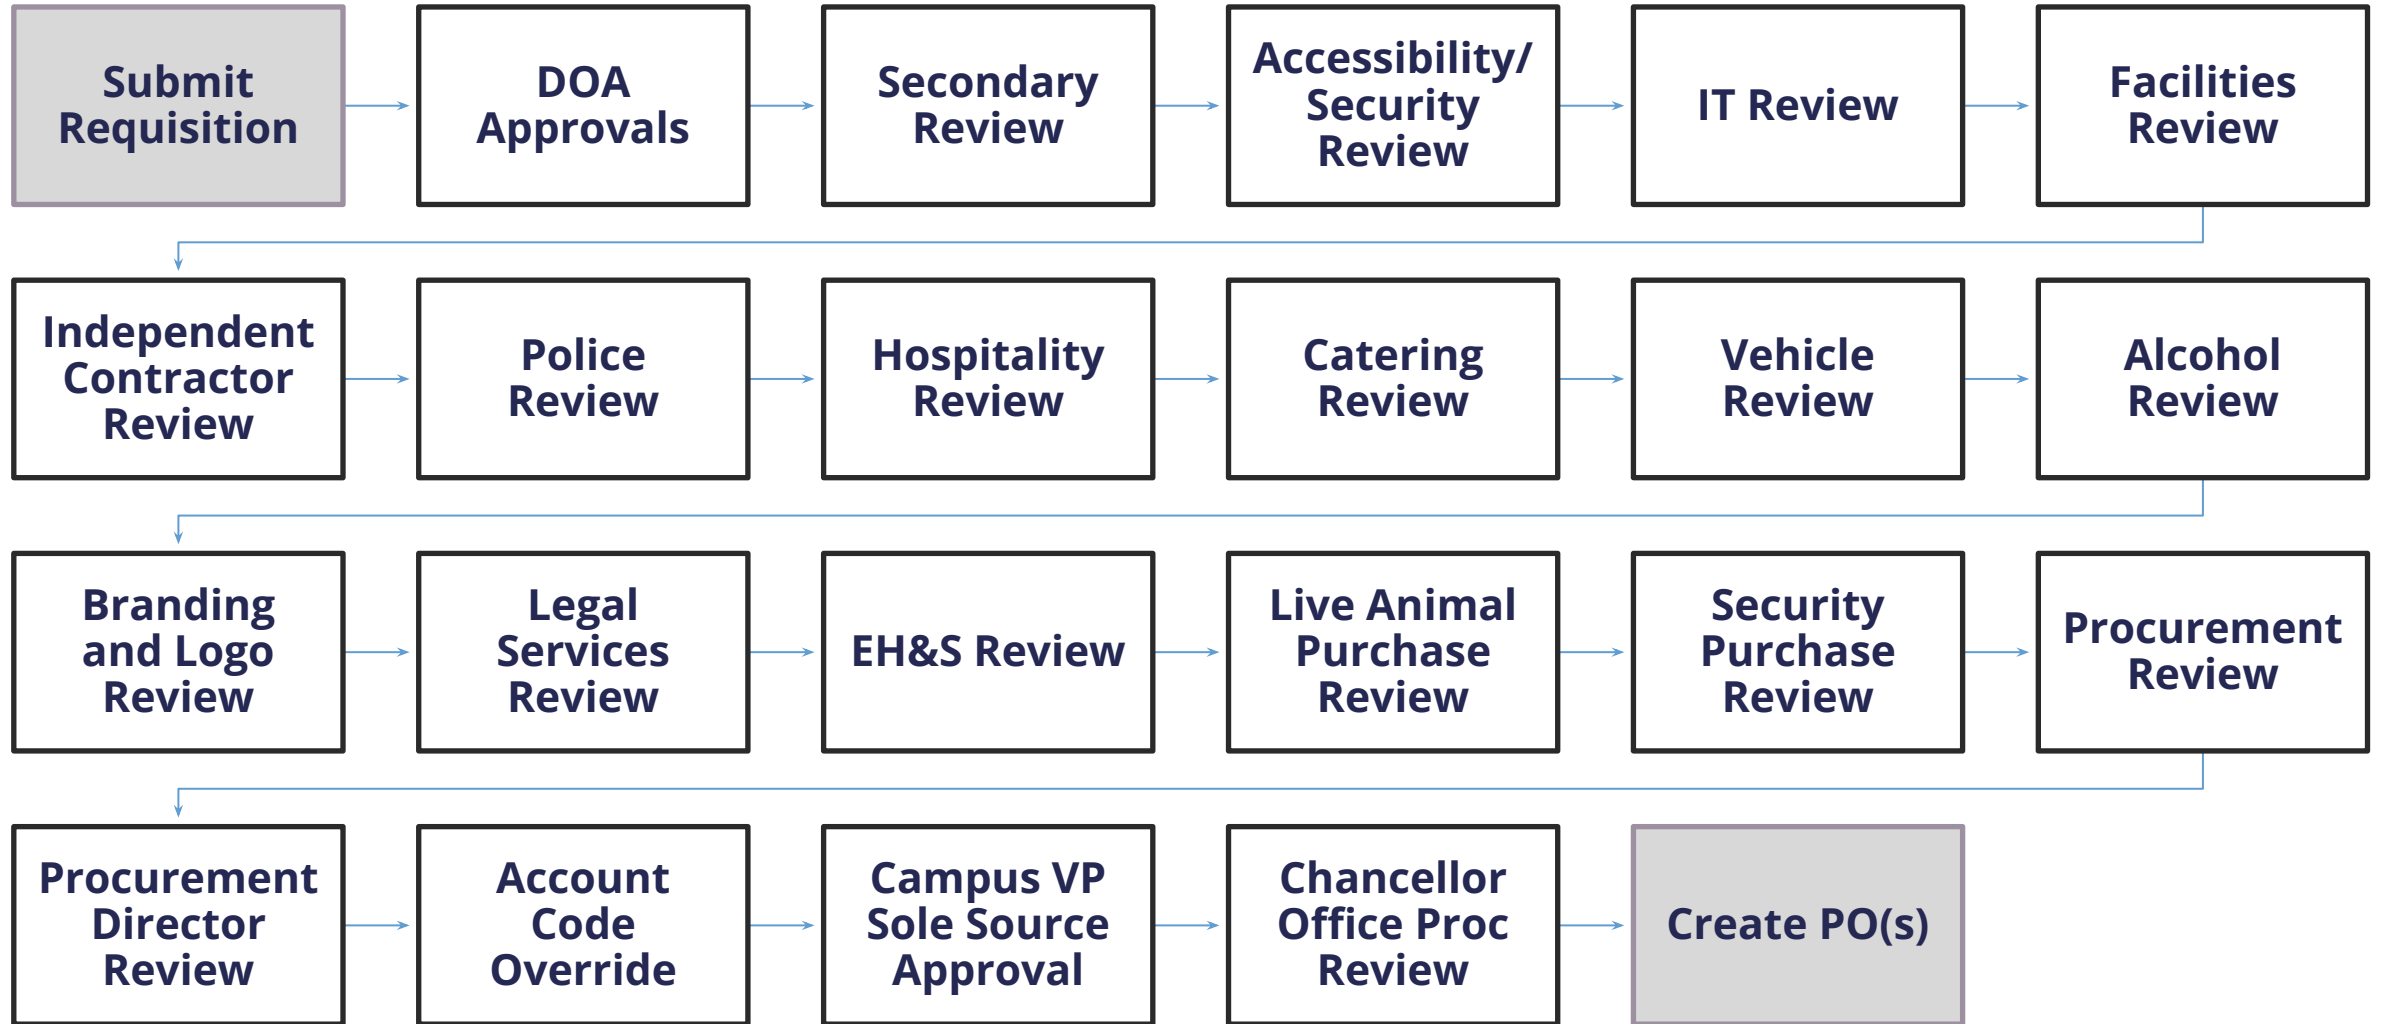 Submit
Requisition
DOA
Approvals
Secondary
Review
Accessibility/
Security
Review
IT Review
Facilities
Review
Independent
Contractor
Review
Police
Review
Hospitality
Review
Catering
Review
Vehicle
Review
Alcohol
Review
Branding
and Logo
Review
Legal
Services
Review
EH&S Review
Live Animal
Purchase
Review
Security
Purchase
Review
Procurement
Review
Procurement
Director
Review
Account
Code
Override
Campus VP
Sole Source
Approval
Chancellor
Office Proc
Review
Create PO(s)